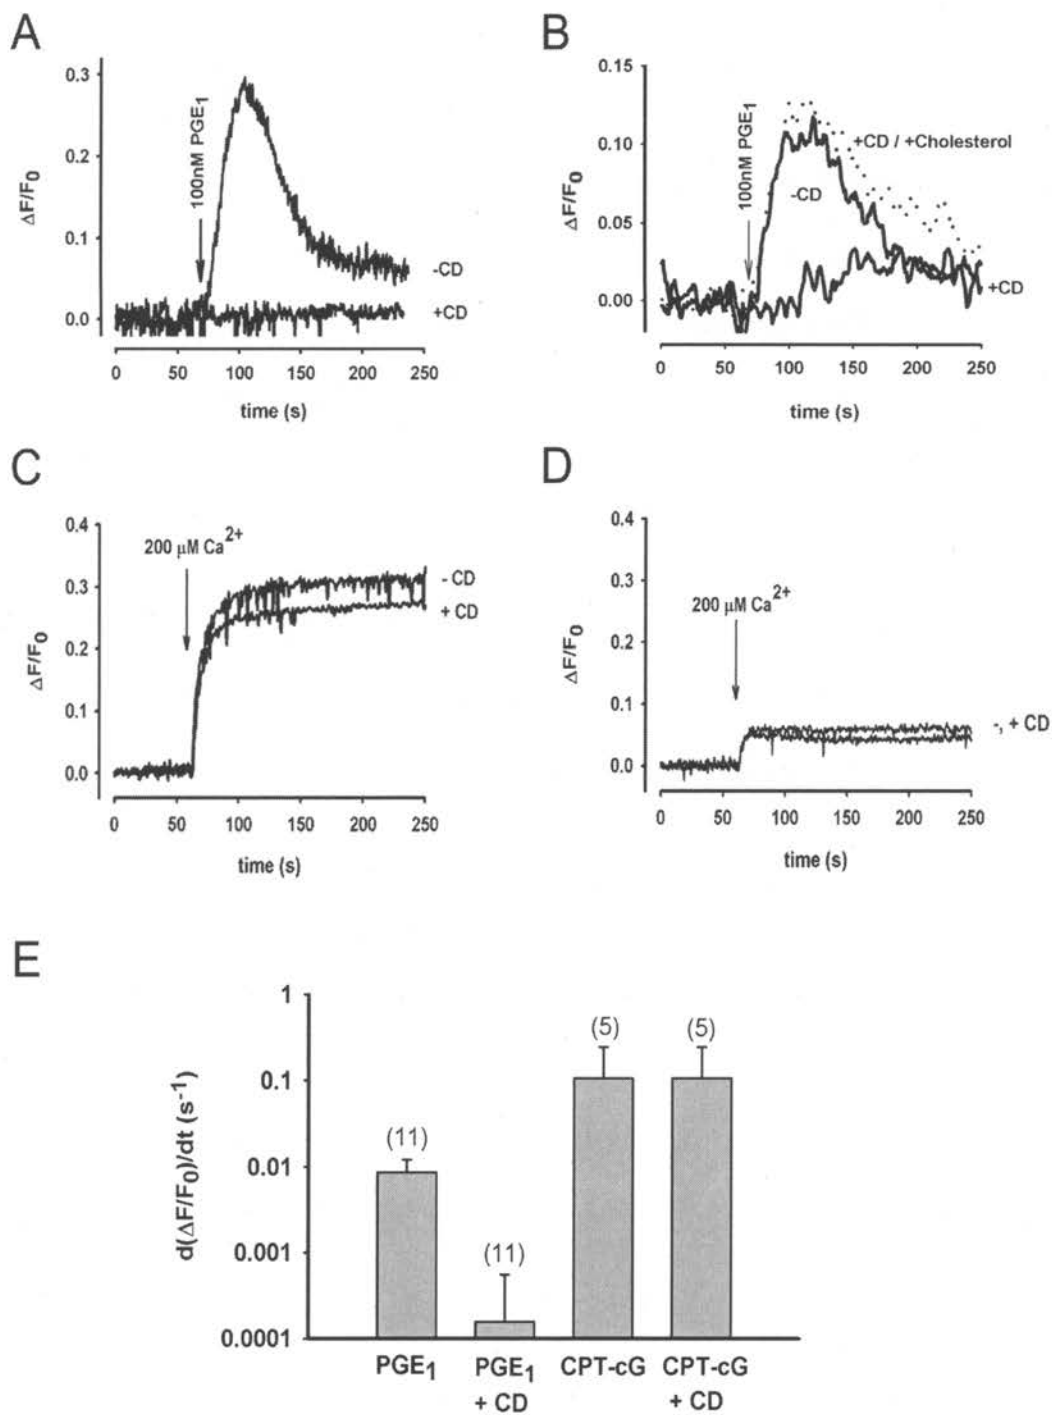 A
0.3
0.2
0.1
0.0
ΔF/F0
100nM PGE1
-CD
+CD
0 50 100 150 200 250
time (s)
B
0.15
0.10
0.05
0.00
ΔF/F0
100nM PGE1
+CD / +Cholesterol
-CD
+CD
0 50 100 150 200 250
time (s)
C
0.4
0.3
0.2
0.1
0.0
ΔF/F0
200 μM Ca2+
- CD
+ CD
0 50 100 150 200 250
time (s)
D
0.4
0.3
0.2
0.1
0.0
ΔF/F0
200 μM Ca2+
-, + CD
0 50 100 150 200 250
time (s)
E
1
0.1
0.01
0.001
0.0001
d(ΔF/F0)/dt (s-1)
(11)
(11)
(5)
(5)
PGE1
PGE1
+ CD
CPT-cG
CPT-cG
+ CD